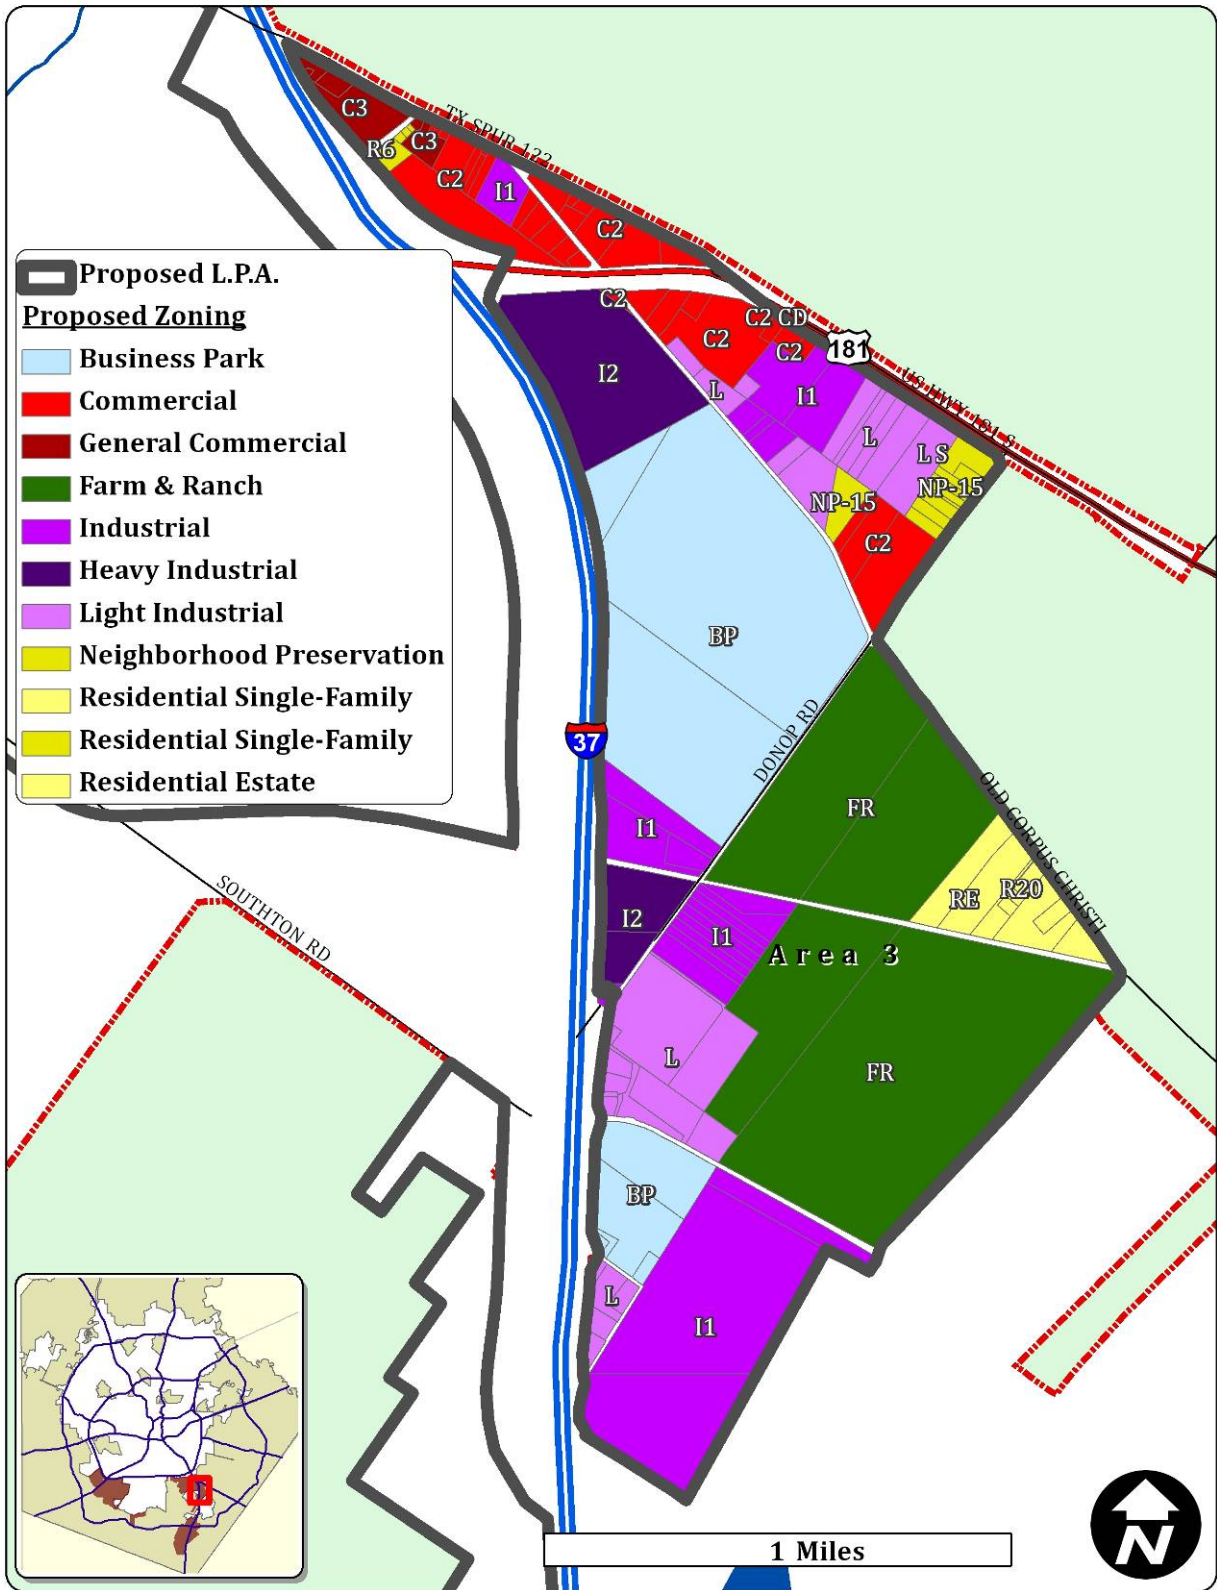 TX SPUR 122
C3
C3
R6
C2
I1
C2
Proposed L.P.A.
Proposed Zoning
Business Park
Commercial
General Commercial
Farm & Ranch
Industrial
Heavy Industrial
Light Industrial
Neighborhood Preservation
Residential Single-Family
Residential Single-Family
Residential Estate
C2
C2
C2 CD
C2
181
US HWY 181 S
I2
L
I1
L
L S
NP-15
NP-15
C2
BP
37
DONOP RD
FR
OLD CORPUS CHRISTI
I1
RE
R20
I2
I1
Area 3
SOUTHTON RD
L
FR
BP
L
I1
1 Miles
N